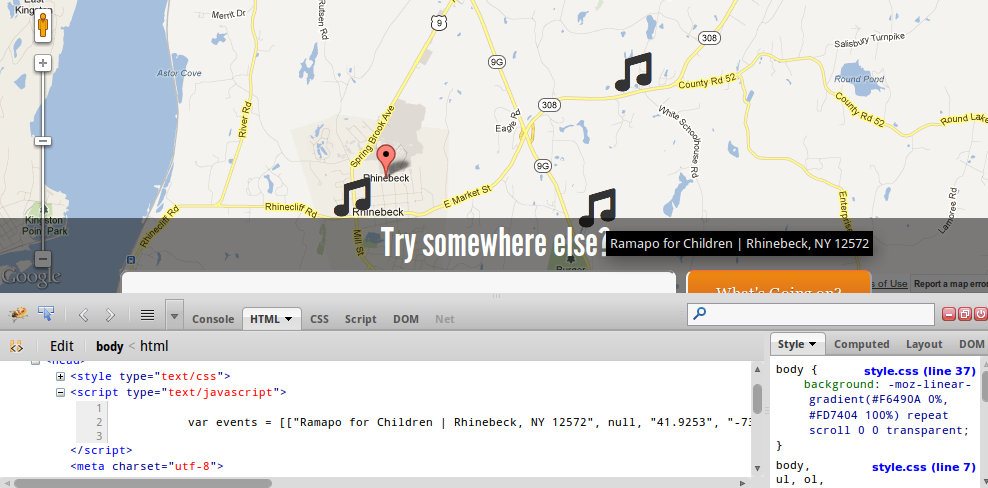 East
Kingston
Merrit Dr
Rutsen Rd
9
308
Salisbury Turnpike
9G
Astor Cove
Round Pond
County Rd 52
308
County Rd 52
River Rd
Spring Brook Ave
Eagle Rd
White Schoolhouse Rd
Round Lake
9G
Rhinebeck
E Market St
Rhinecliff Rd
Rhinebeck
Rhinecliff Rd
Enterprise
Lamoree Rd
Kingston
Point Park
Mill St
Try somewhere else?
Ramapo for Children | Rhinebeck, NY 12572
Burger
Google
What's Going on?
s of Use
Report a map error
Console
HTML
CSS
Script
DOM
Net
Edit
body < html
Style
Computed
Layout
DOM
<head>
<style type="text/css">
<script type="text/javascript">
1
2 var events = [["Ramapo for Children | Rhinebeck, NY 12572", null, "41.9253", "-73
3
</script>
<meta charset="utf-8">
body {
style.css (line 37)
background: -moz-linear-
gradient(#F6490A 0%,
#FD7404 100%) repeat
scroll 0 0 transparent;
}
body,
style.css (line 7)
ul, ol,